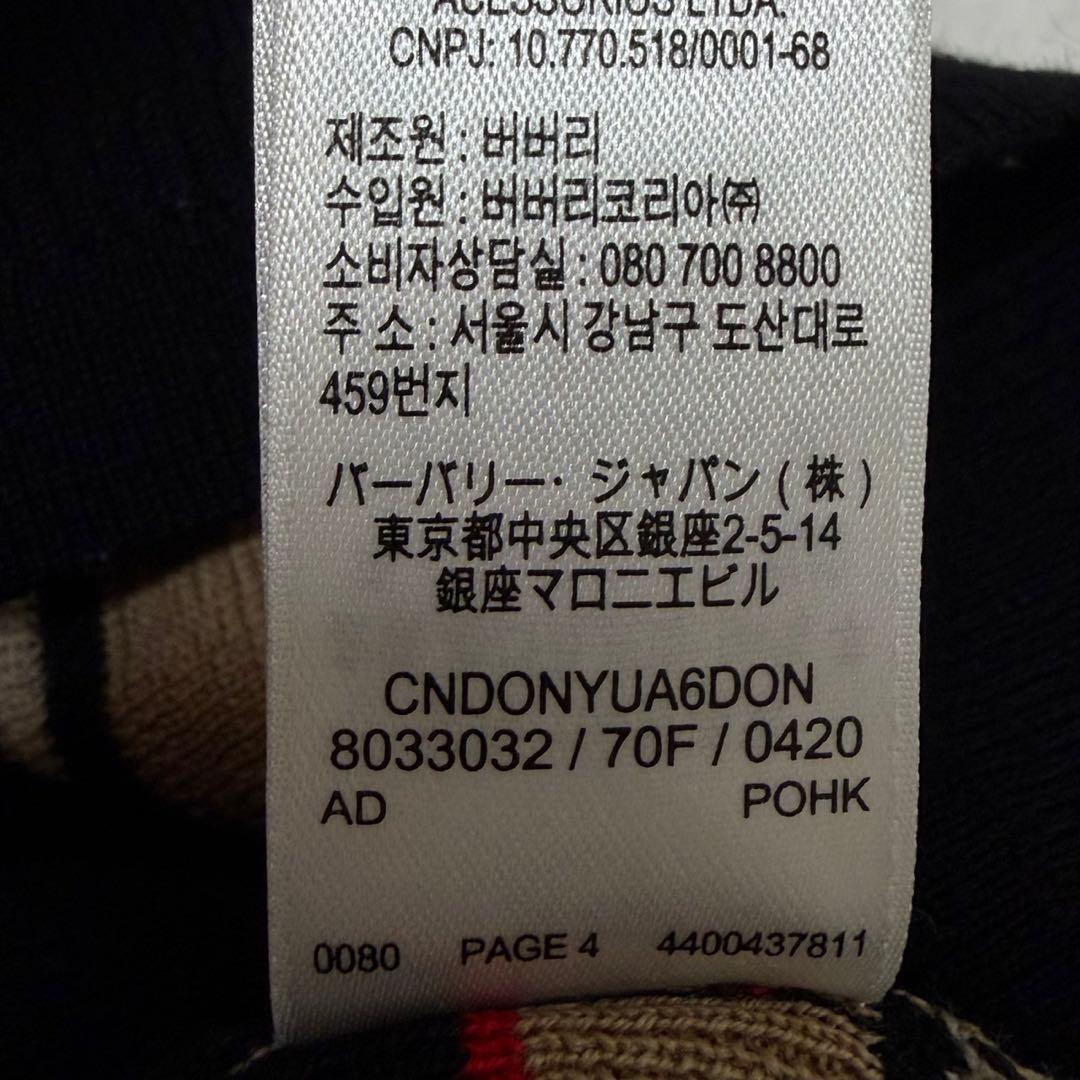 ACESSÓRIOS LTDA.
CNPJ: 10.770.518/0001-68
제조원 : 버버리
수입원 : 버버리코리아㈜
소비자상담실 : 080 700 8800
주 소 : 서울시 강남구 도산대로
459번지
バーバリー・ジャパン ( 株 )
東京都中央区銀座2-5-14
銀座マロニエビル
CNDONYUA6DON
8033032 / 70F / 0420
AD POHK
0080 PAGE 4 4400437811